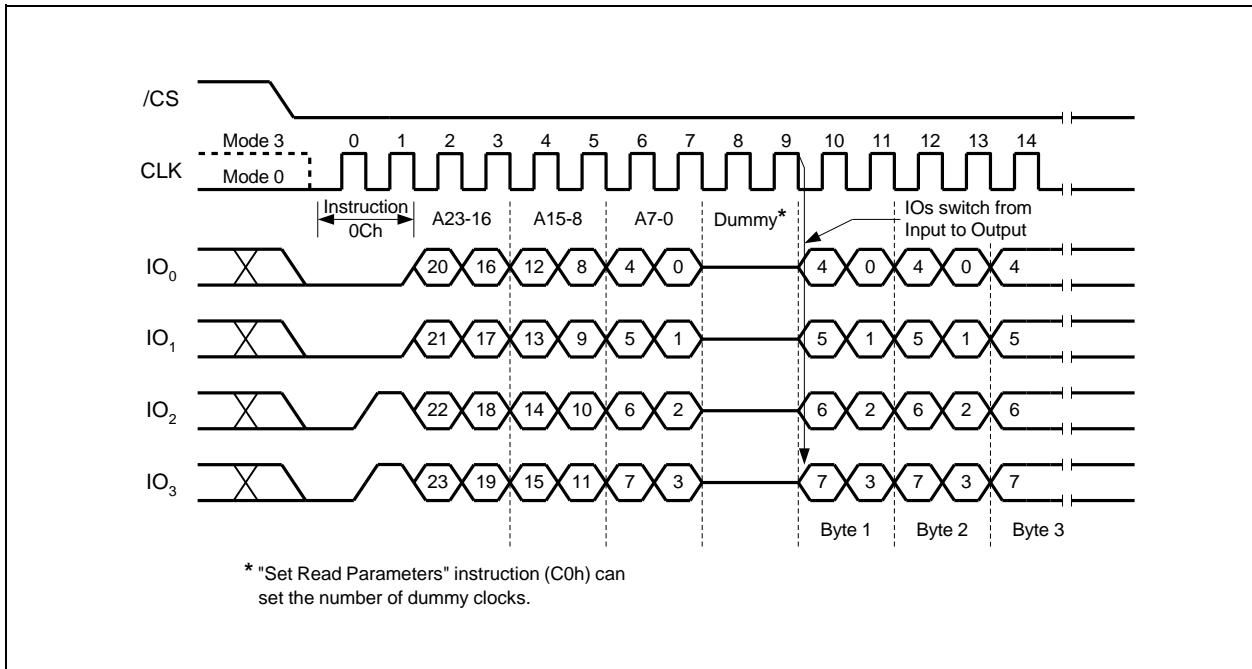 /CS
Mode 3 0 1 2 3 4 5 6 7 8 9 10 11 12 13 14
CLK
Mode 0
Instruction
0Ch
A23-16 A15-8 A7-0 Dummy*
IOs switch from
Input to Output
IO0 20 16 12 8 4 0 4 0 4 0 4
IO1 21 17 13 9 5 1 5 1 5 1 5
IO2 22 18 14 10 6 2 6 2 6 2 6
IO3 23 19 15 11 7 3 7 3 7 3 7
Byte 1 Byte 2 Byte 3
* "Set Read Parameters" instruction (C0h) can
set the number of dummy clocks.